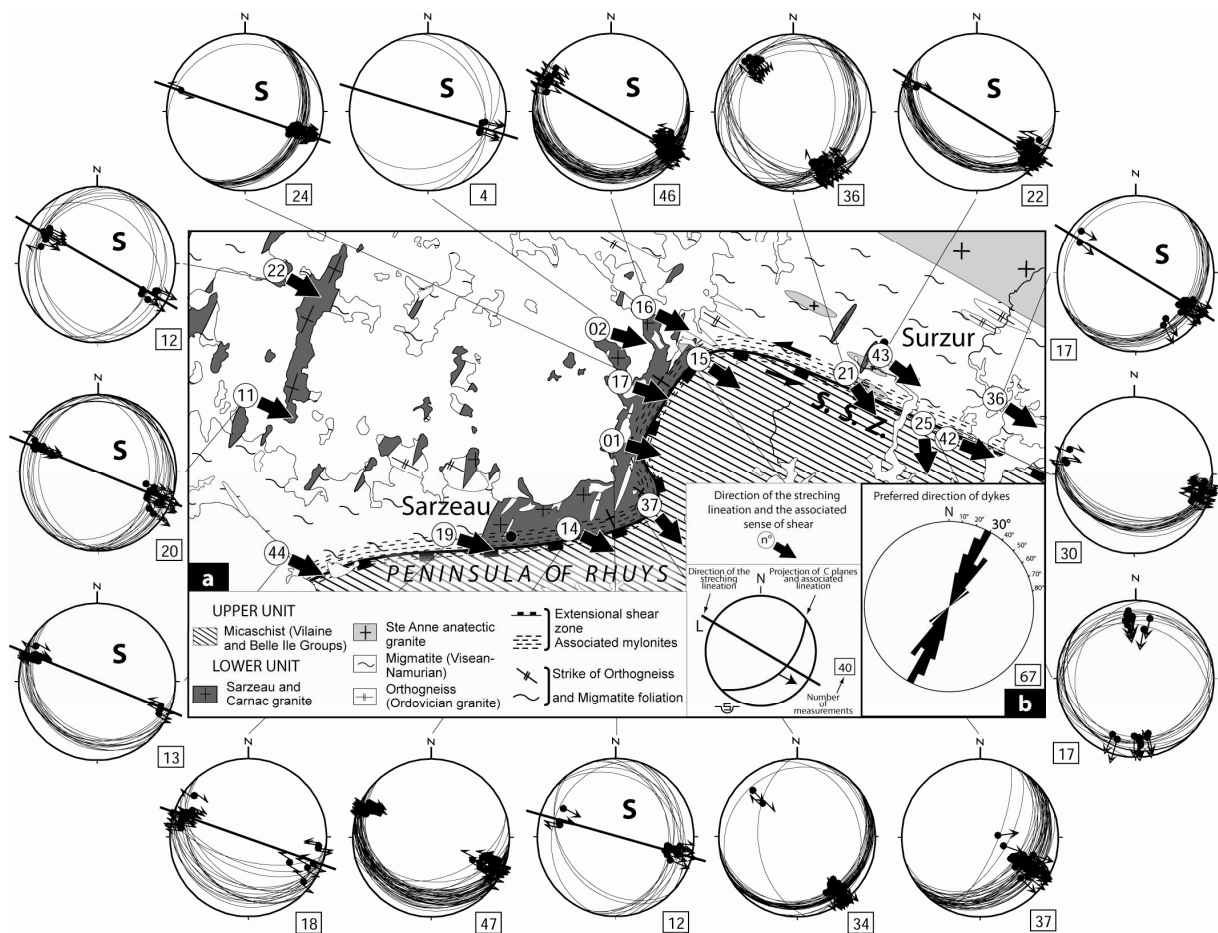 N
N
N
N
N
S
S
S
S
24
4
46
36
22
N
S
12
N
S
17
N
S
20
N
30
N
S
13
N
17
22
11
02
16
17
15
01
21
43
Surzur
36
25
42
S. S. Z.
37
Sarzeau
19
14
44
a
PENINSULA OF RHUYS
UPPER UNIT
Micaschist (Vilaine
and Belle Ile Groups)
LOWER UNIT
Sarzeau and
Carnac granite
Ste Anne anatectic
granite
Migmatite (Visean-
Namurian)
Orthogneiss
(Ordovician granite)
Extensional shear
zone
Associated mylonites
Strike of Orthogneiss
and Migmatite foliation
Direction of the streching
lineation and the associated
sense of shear
n°
Direction of the
streching
lineation
Projection of C planes
and associated
lineation
N
L
40
Number
of
measurements
S
Preferred direction of dykes
N
10°
20°
30°
40°
50°
60°
70°
80°
67
b
N
N
N
N
N
S
18
47
12
34
37